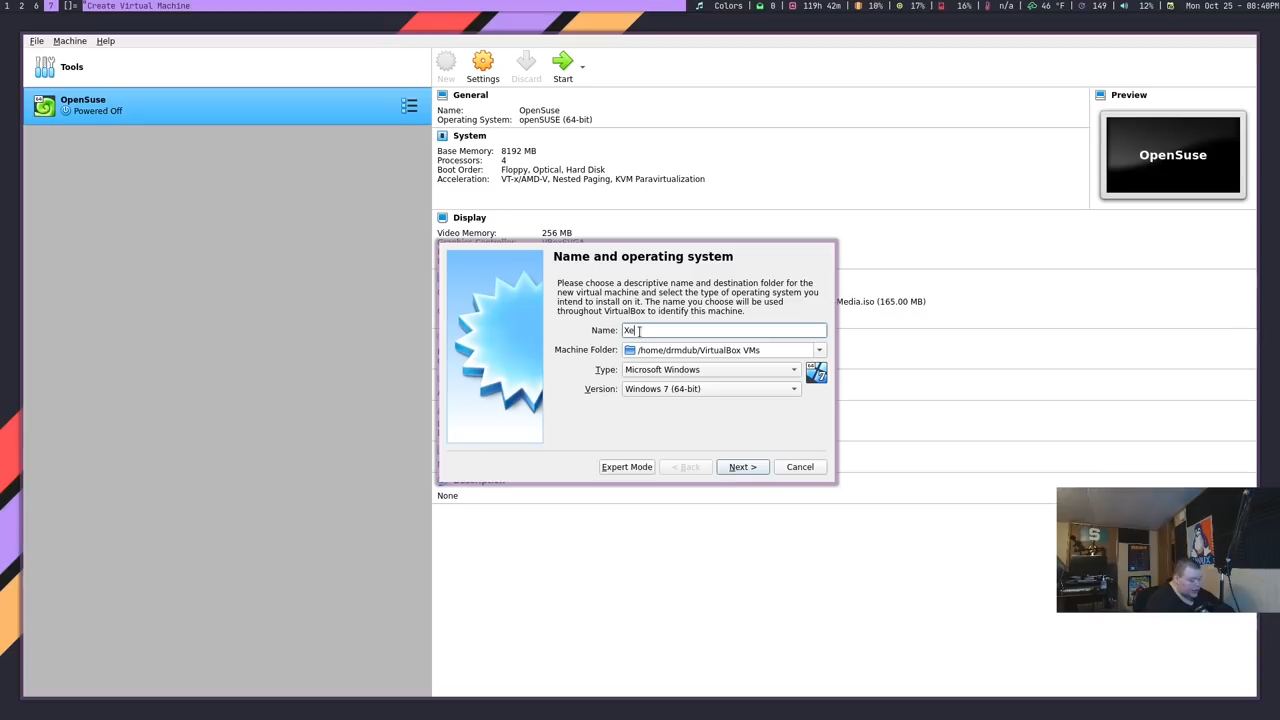 1 2 6 7 []= Create Virtual Machine
Colors 0 119h 42m 10% 17% 16% n/a 46 °F 149 12% Mon Oct 25 - 08:40PM
File Machine Help
Tools
New Settings Discard Start
OpenSuse
Powered Off
General
Name: OpenSuse
Operating System: openSUSE (64-bit)
Preview
OpenSuse
System
Base Memory: 8192 MB
Processors: 4
Boot Order: Floppy, Optical, Hard Disk
Acceleration: VT-x/AMD-V, Nested Paging, KVM Paravirtualization
Display
Video Memory: 256 MB
Graphics Controller: VBoxSVGA
Media.iso (165.00 MB)
Name and operating system
Please choose a descriptive name and destination folder for the
new virtual machine and select the type of operating system you
intend to install on it. The name you choose will be used
throughout VirtualBox to identify this machine.
Name: Xe
Machine Folder: /home/drmdub/VirtualBox VMs
Type: Microsoft Windows
Version: Windows 7 (64-bit)
Expert Mode < Back Next > Cancel
Description
None